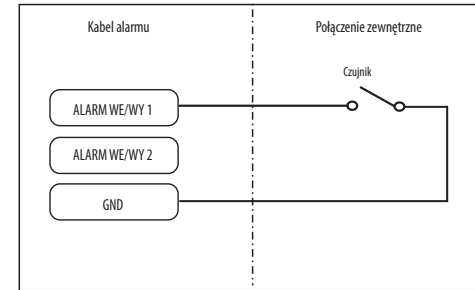 Kabel alarmu
Połączenie zewnętrzne
Czujnik
ALARM WE/WY 1
ALARM WE/WY 2
GND